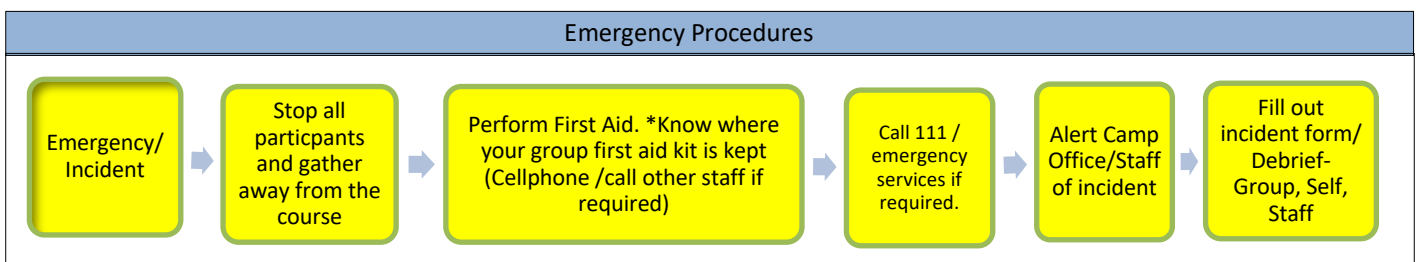 Emergency Procedures
Emergency/
Incident
Stop all
particpants
and gather
away from the
course
Perform First Aid. *Know where
your group first aid kit is kept
(Cellphone /call other staff if
required)
Call 111 /
emergency
services if
required.
Alert Camp
Office/Staff
of incident
Fill out
incident form/
Debrief-
Group, Self,
Staff